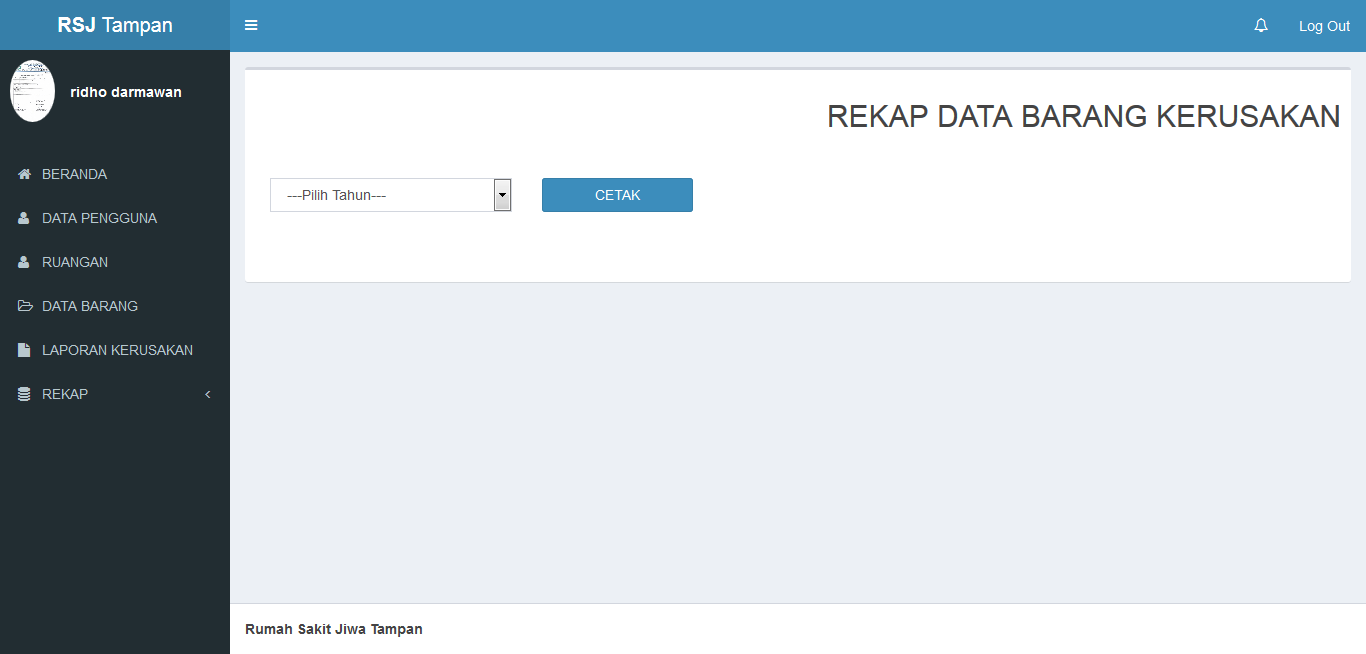 RSJ Tampan
Log Out
ridho darmawan
BERANDA
DATA PENGGUNA
RUANGAN
DATA BARANG
LAPORAN KERUSAKAN
REKAP
REKAP DATA BARANG KERUSAKAN
---Pilih Tahun---
CETAK
Rumah Sakit Jiwa Tampan